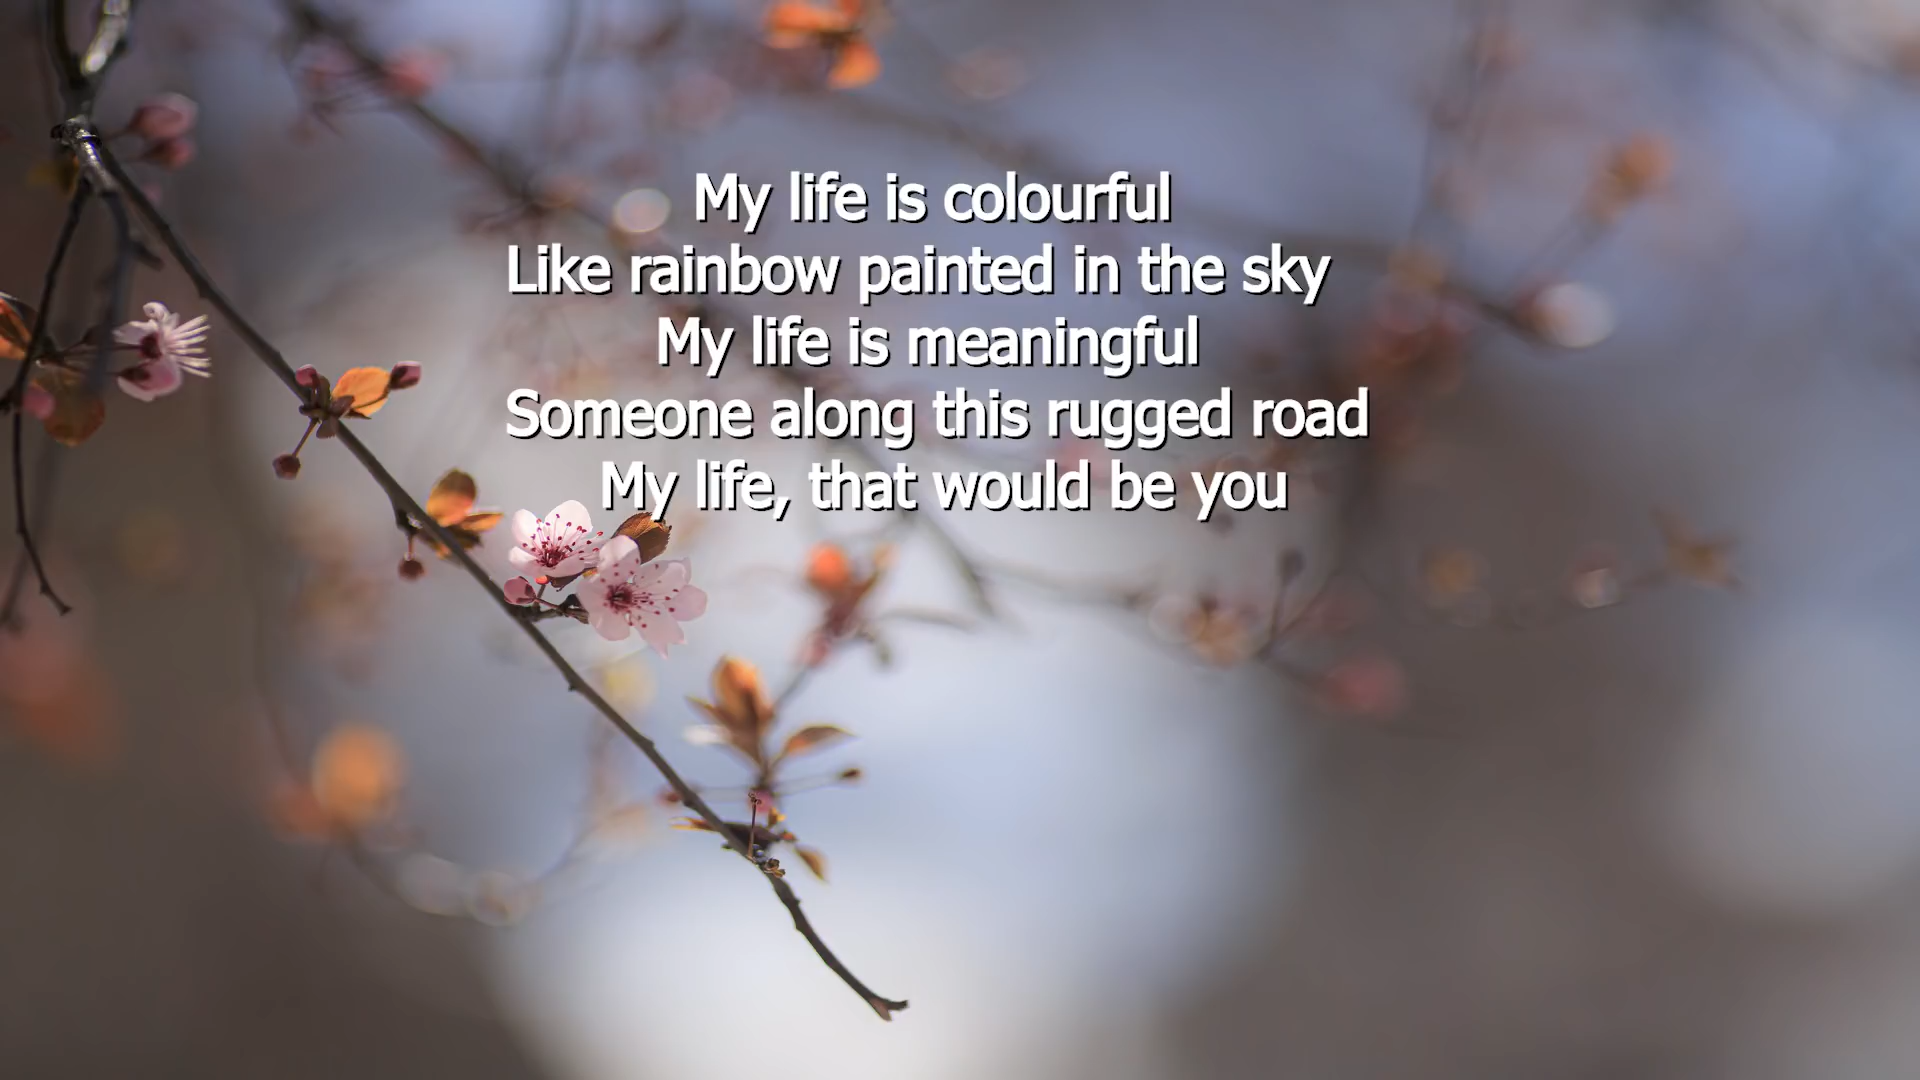 My life is colourful
Like rainbow painted in the sky
My life is meaningful
Someone along this rugged road
My life, that would be you